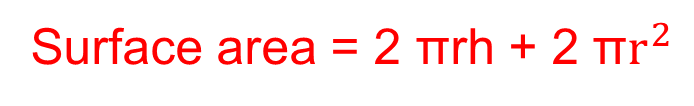 Surface area = 2 πrh + 2 πr²